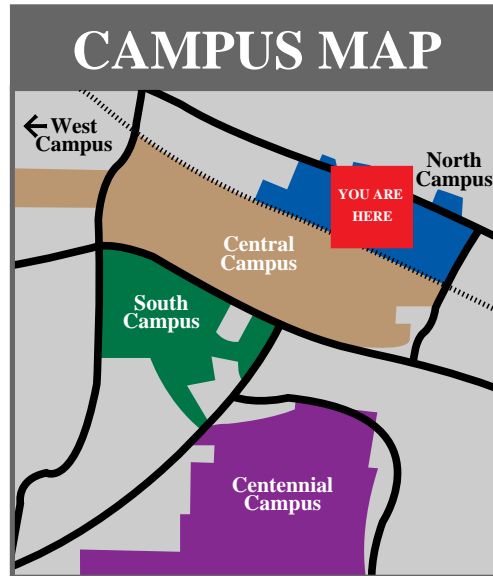 CAMPUS MAP
West
Campus
North
Campus
YOU ARE
HERE
Central
Campus
South
Campus
Centennial
Campus